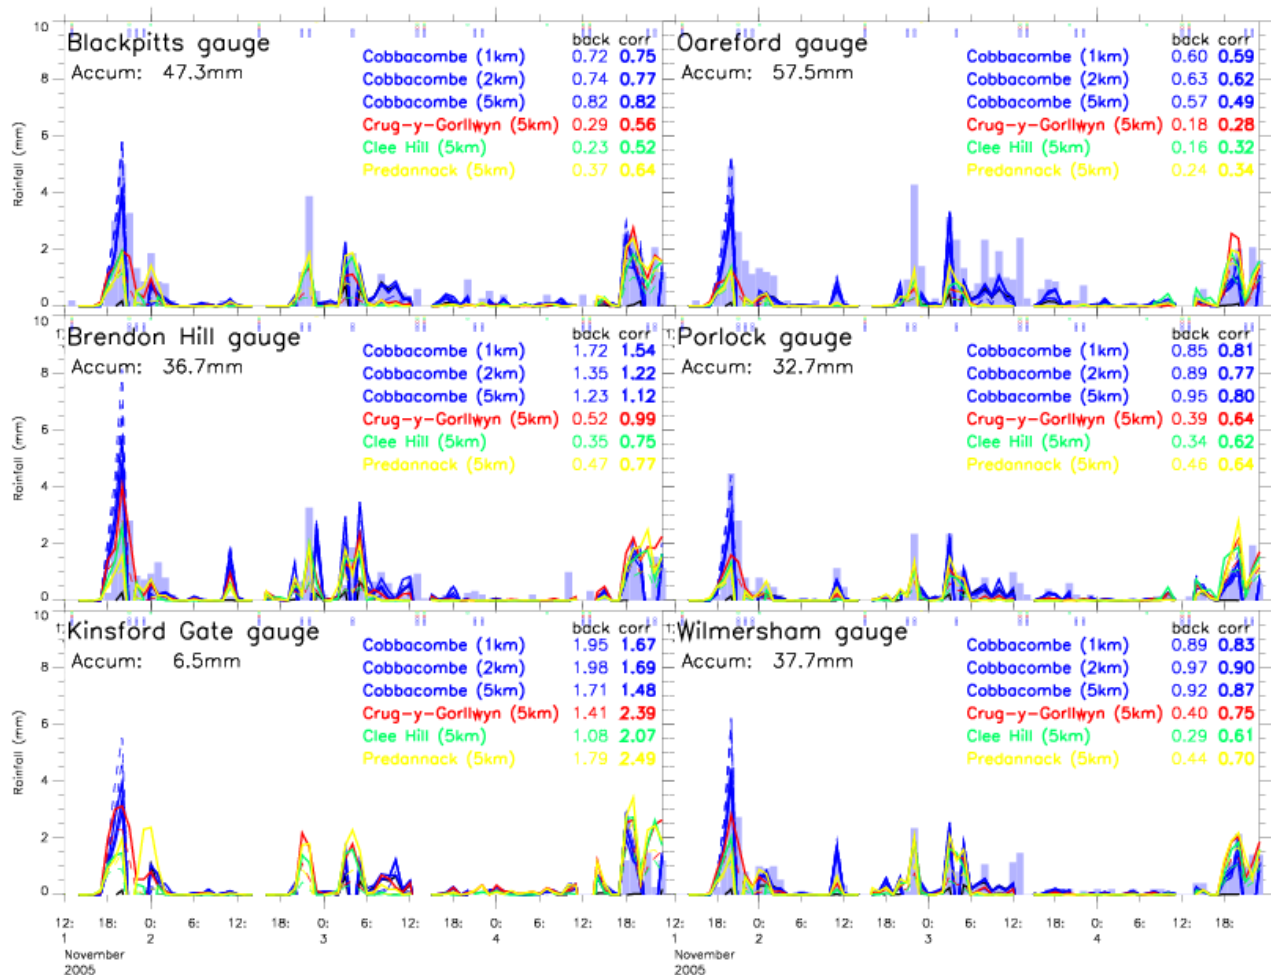 Blackpitts gauge
Accum: 47.3mm
back corr
Cobbacombe (1km) 0.72 0.75
Cobbacombe (2km) 0.74 0.77
Cobbacombe (5km) 0.82 0.82
Crug-y-Gorllwyn (5km) 0.29 0.56
Clee Hill (5km) 0.23 0.52
Predannack (5km) 0.37 0.64
10
8
6
4
2
0
Rainfall (mm)
Oareford gauge
Accum: 57.5mm
back corr
Cobbacombe (1km) 0.60 0.59
Cobbacombe (2km) 0.63 0.62
Cobbacombe (5km) 0.57 0.49
Crug-y-Gorllwyn (5km) 0.18 0.28
Clee Hill (5km) 0.16 0.32
Predannack (5km) 0.24 0.34
Brendon Hill gauge
Accum: 36.7mm
back corr
Cobbacombe (1km) 1.72 1.54
Cobbacombe (2km) 1.35 1.22
Cobbacombe (5km) 1.23 1.12
Crug-y-Gorllwyn (5km) 0.52 0.99
Clee Hill (5km) 0.35 0.75
Predannack (5km) 0.47 0.77
10
8
6
4
2
0
Rainfall (mm)
Porlock gauge
Accum: 32.7mm
back corr
Cobbacombe (1km) 0.85 0.81
Cobbacombe (2km) 0.89 0.77
Cobbacombe (5km) 0.95 0.80
Crug-y-Gorllwyn (5km) 0.39 0.64
Clee Hill (5km) 0.34 0.62
Predannack (5km) 0.46 0.64
Kinsford Gate gauge
Accum: 6.5mm
back corr
Cobbacombe (1km) 1.95 1.67
Cobbacombe (2km) 1.98 1.69
Cobbacombe (5km) 1.71 1.48
Crug-y-Gorllwyn (5km) 1.41 2.39
Clee Hill (5km) 1.08 2.07
Predannack (5km) 1.79 2.49
10
8
6
4
2
0
Rainfall (mm)
Wilmersham gauge
Accum: 37.7mm
back corr
Cobbacombe (1km) 0.89 0.83
Cobbacombe (2km) 0.97 0.90
Cobbacombe (5km) 0.92 0.87
Crug-y-Gorllwyn (5km) 0.40 0.75
Clee Hill (5km) 0.29 0.61
Predannack (5km) 0.44 0.70
12: 18: 0: 6: 12: 18: 0: 6: 12: 18: 0: 6: 12: 18:
1 2 3 4
November
2005
12: 18: 0: 6: 12: 18: 0: 6: 12: 18: 0: 6: 12: 18:
1 2 3 4
November
2005